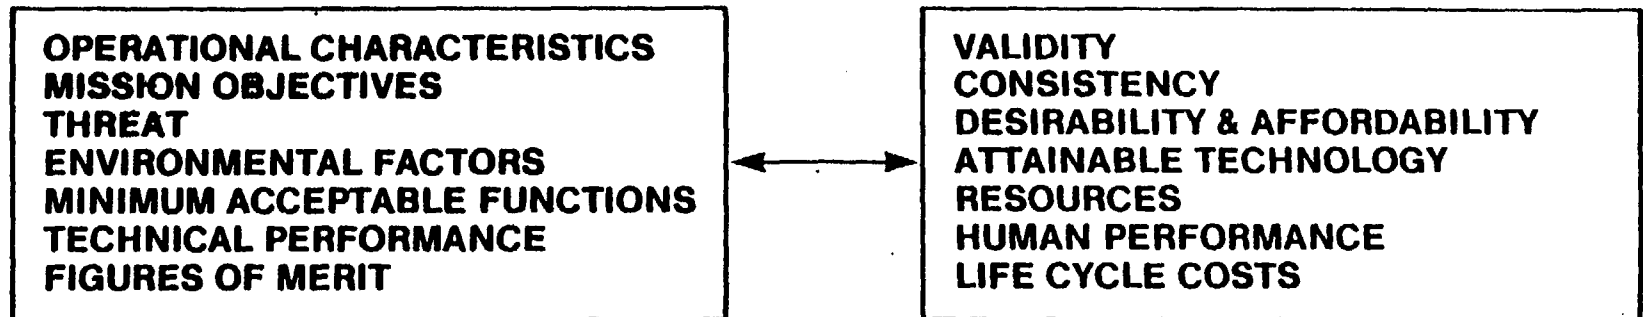 OPERATIONAL CHARACTERISTICS
MISSION OBJECTIVES
THREAT
ENVIRONMENTAL FACTORS
MINIMUM ACCEPTABLE FUNCTIONS
TECHNICAL PERFORMANCE
FIGURES OF MERIT
VALIDITY
CONSISTENCY
DESIRABILITY & AFFORDABILITY
ATTAINABLE TECHNOLOGY
RESOURCES
HUMAN PERFORMANCE
LIFE CYCLE COSTS